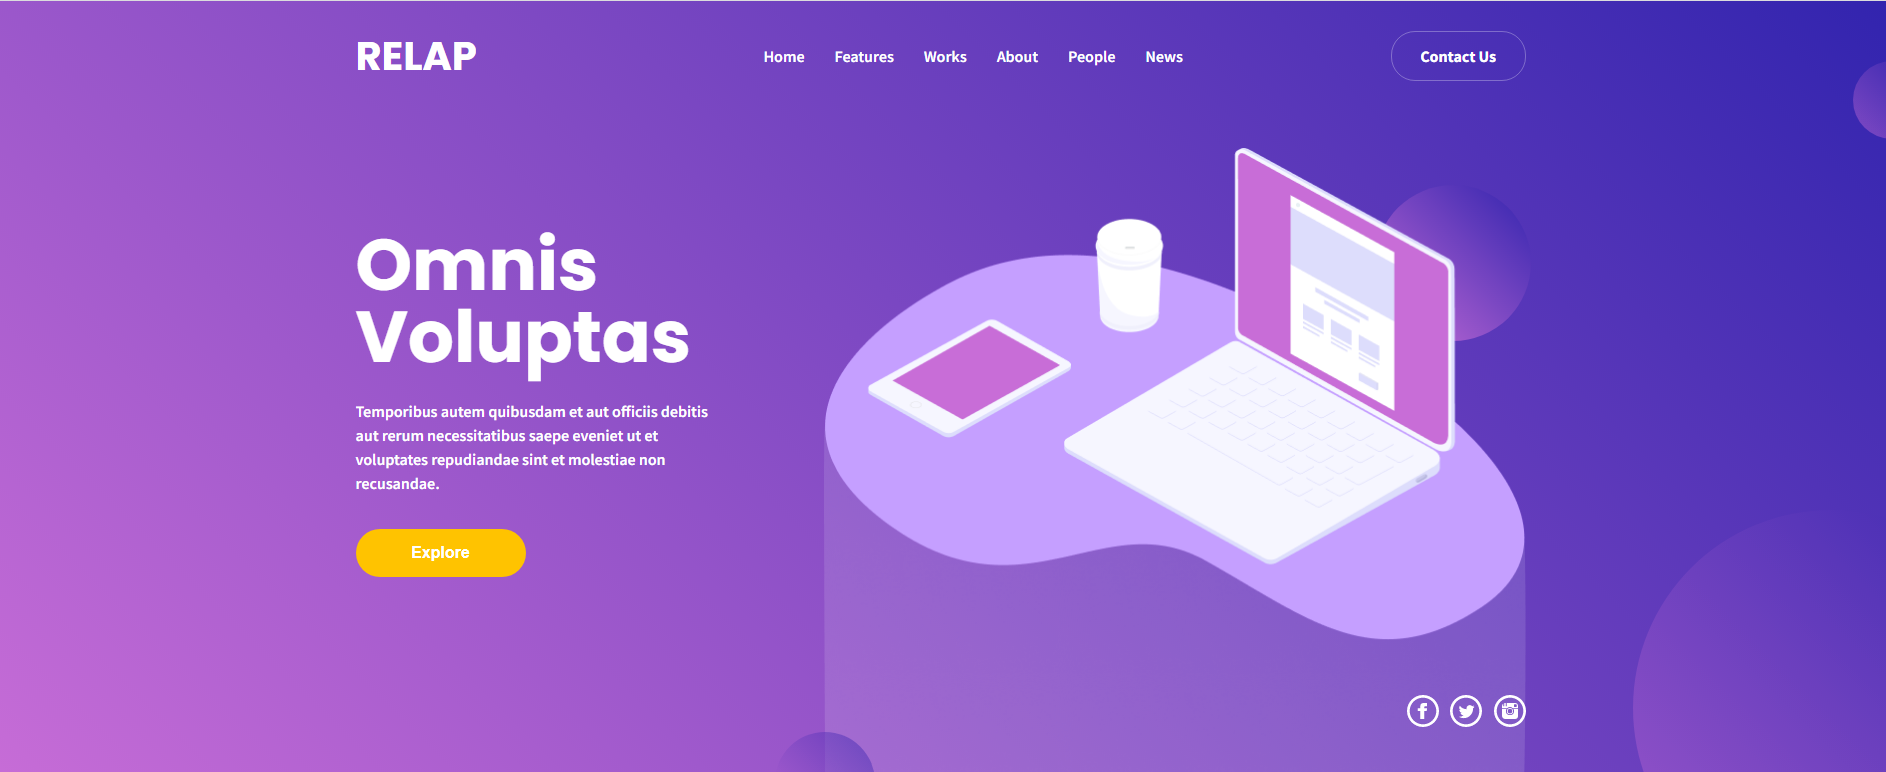 RELAP
Home Features Works About People News
Contact Us
Omnis
Voluptas
Temporibus autem quibusdam et aut officiis debitis
aut rerum necessitatibus saepe eveniet ut et
voluptates repudiandae sint et molestiae non
recusandae.
Explore